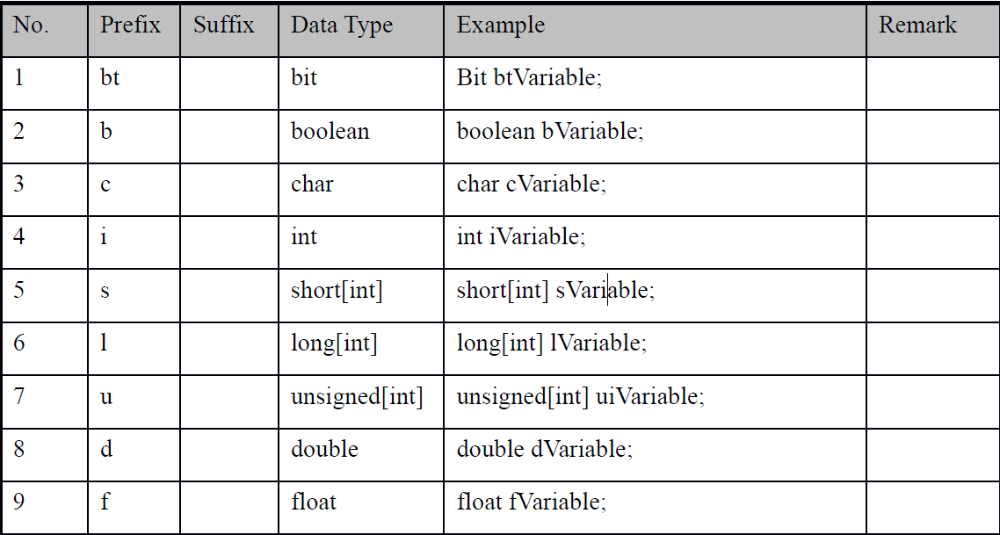 No. Prefix Suffix Data Type Example Remark
1 bt bit Bit btVariable;
2 b boolean boolean bVariable;
3 c char char cVariable;
4 i int int iVariable;
5 s short[int] short[int] sVariable;
6 l long[int] long[int] lVariable;
7 u unsigned[int] unsigned[int] uiVariable;
8 d double double dVariable;
9 f float float fVariable;